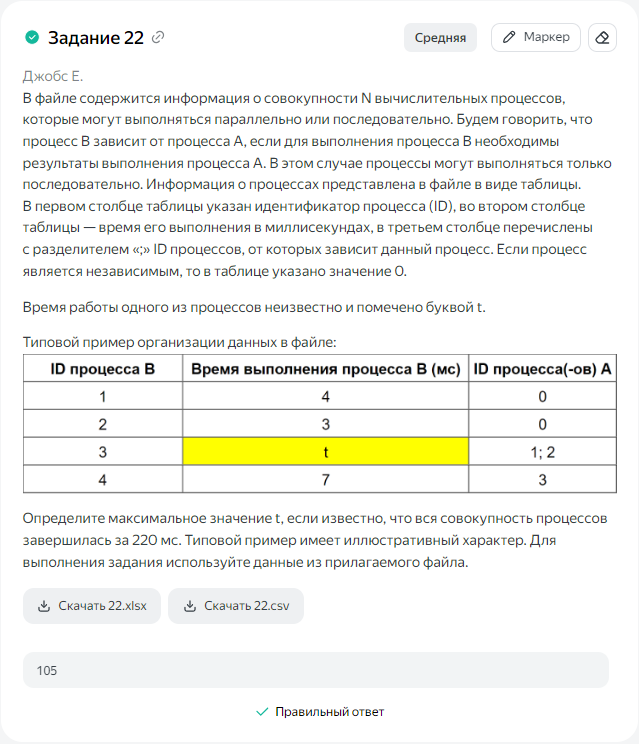 Задание 22
Средняя
Маркер
Джобс Е.
В файле содержится информация о совокупности N вычислительных процессов,
которые могут выполняться параллельно или последовательно. Будем говорить, что
процесс B зависит от процесса A, если для выполнения процесса B необходимы
результаты выполнения процесса A. В этом случае процессы могут выполняться только
последовательно. Информация о процессах представлена в файле в виде таблицы.
В первом столбце таблицы указан идентификатор процесса (ID), во втором столбце
таблицы — время его выполнения в миллисекундах, в третьем столбце перечислены
с разделителем «;» ID процессов, от которых зависит данный процесс. Если процесс
является независимым, то в таблице указано значение 0.
Время работы одного из процессов неизвестно и помечено буквой t.
Типовой пример организации данных в файле:
ID процесса B Время выполнения процесса B (мс) ID процесса(-ов) A
1 4 0
2 3 0
3 t 1; 2
4 7 3
Определите максимальное значение t, если известно, что вся совокупность процессов
завершилась за 220 мс. Типовой пример имеет иллюстративный характер. Для
выполнения задания используйте данные из прилагаемого файла.
Скачать 22.xlsx
Скачать 22.csv
105
Правильный ответ